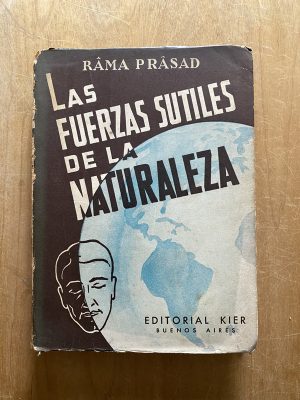 RÂMA PRÂSAD
LAS
FUERZAS SUTILES
DE LA
NATURALEZA
EDITORIAL KIER
BUENOS AIRES